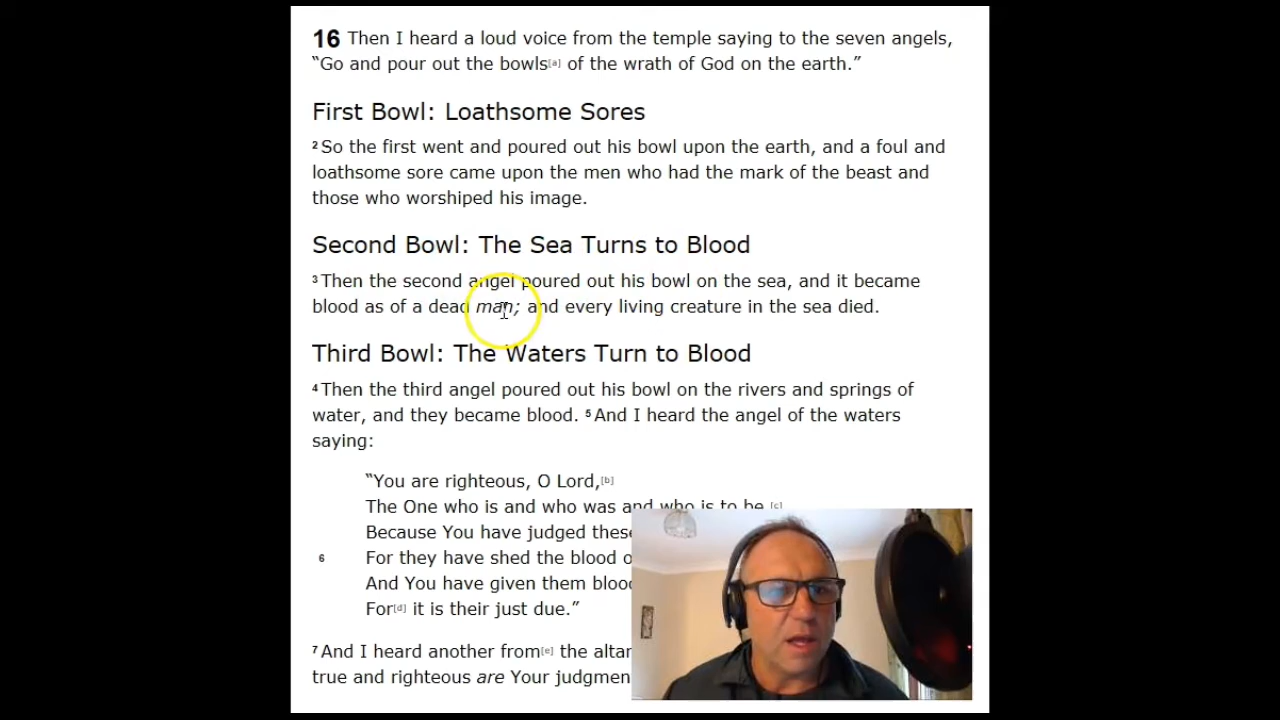 16 Then I heard a loud voice from the temple saying to the seven angels,
“Go and pour out the bowls[a] of the wrath of God on the earth.”
First Bowl: Loathsome Sores
2 So the first went and poured out his bowl upon the earth, and a foul and
loathsome sore came upon the men who had the mark of the beast and
those who worshiped his image.
Second Bowl: The Sea Turns to Blood
3 Then the second angel poured out his bowl on the sea, and it became
blood as of a dead man; and every living creature in the sea died.
Third Bowl: The Waters Turn to Blood
4 Then the third angel poured out his bowl on the rivers and springs of
water, and they became blood. 5 And I heard the angel of the waters
saying:
“You are righteous, O Lord,[b]
The One who is and who was and who is to be [c]
Because You have judged these
6 For they have shed the blood
And You have given them blood
For[d] it is their just due.”
7 And I heard another from[e] the altar
true and righteous are Your